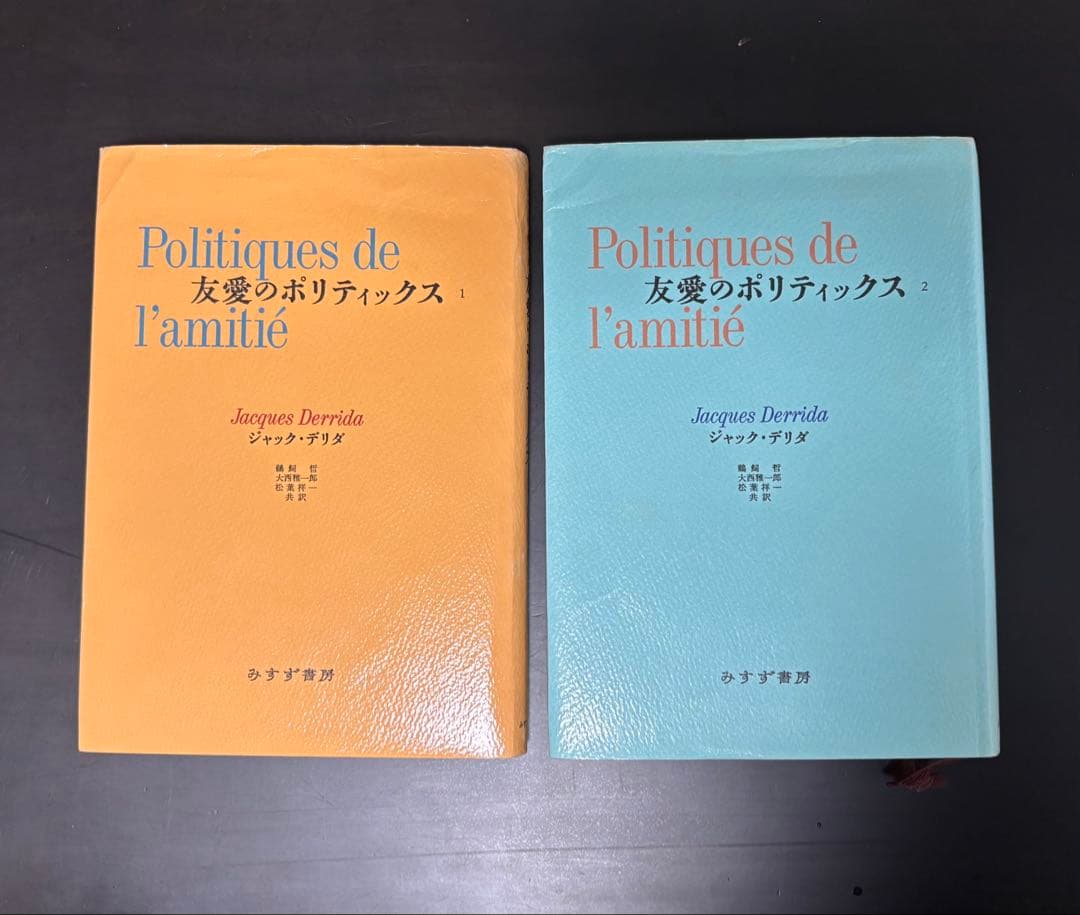 Politiques de
友愛のポリティックス 1
l'amitié
Jacques Derrida
ジャック・デリダ
鵜飼 哲
大西雅一郎
松葉祥一
共訳
みすず書房
Politiques de
友愛のポリティックス 2
l'amitié
Jacques Derrida
ジャック・デリダ
鵜飼 哲
大西雅一郎
松葉祥一
共訳
みすず書房